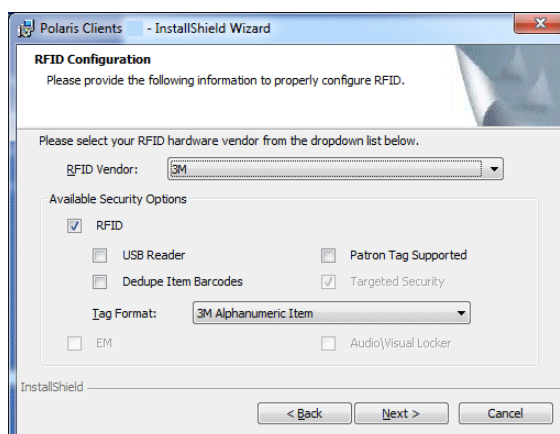 Polaris Clients - InstallShield Wizard
RFID Configuration
Please provide the following information to properly configure RFID.
Please select your RFID hardware vendor from the dropdown list below.
RFID Vendor: 3M
Available Security Options
RFID
USB Reader Patron Tag Supported
Dedupe Item Barcodes Targeted Security
Tag Format: 3M Alphanumeric Item
EM Audio\Visual Locker
InstallShield
< Back Next > Cancel